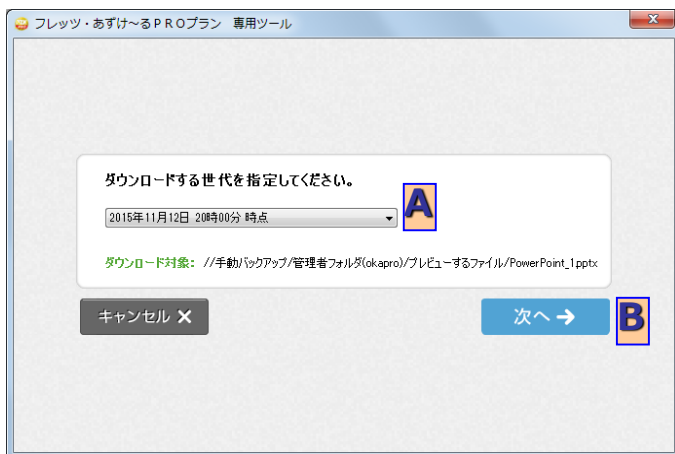 フレッツ・あずけ～るPROプラン 専用ツール
X
ダウンロードする世代を指定してください。
A
2015年11月12日 20時00分 時点
ダウンロード対象: //手動バックアップ/管理者フォルダ(okapro)/プレビューするファイル/PowerPoint_1.pptx
キャンセル ×
次へ →
B